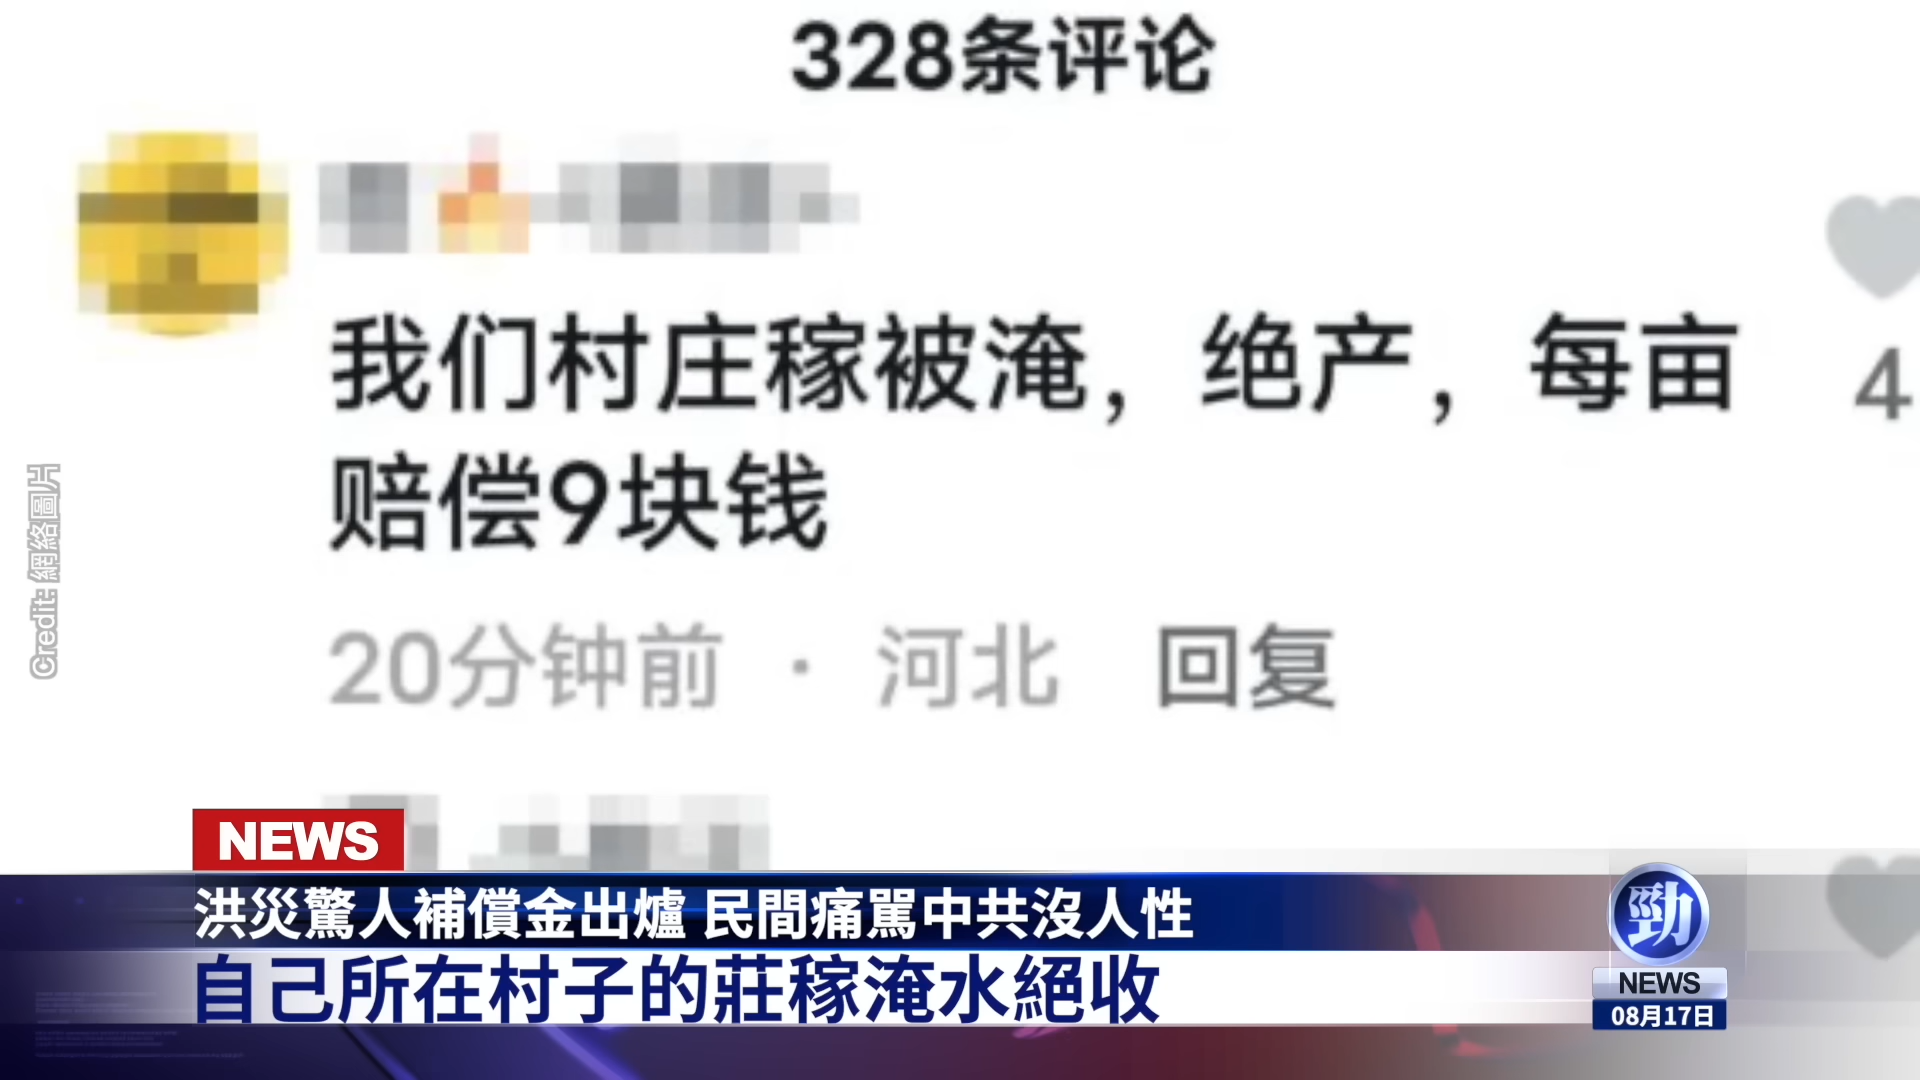 328条评论
我们村庄稼被淹，绝产，每亩
赔偿9块钱
4
20分钟前 · 河北 回复
Credit: 網絡圖片
NEWS
洪災驚人補償金出爐 民間痛罵中共沒人性
自己所在村子的莊稼淹水絕收
勁
NEWS
08月17日